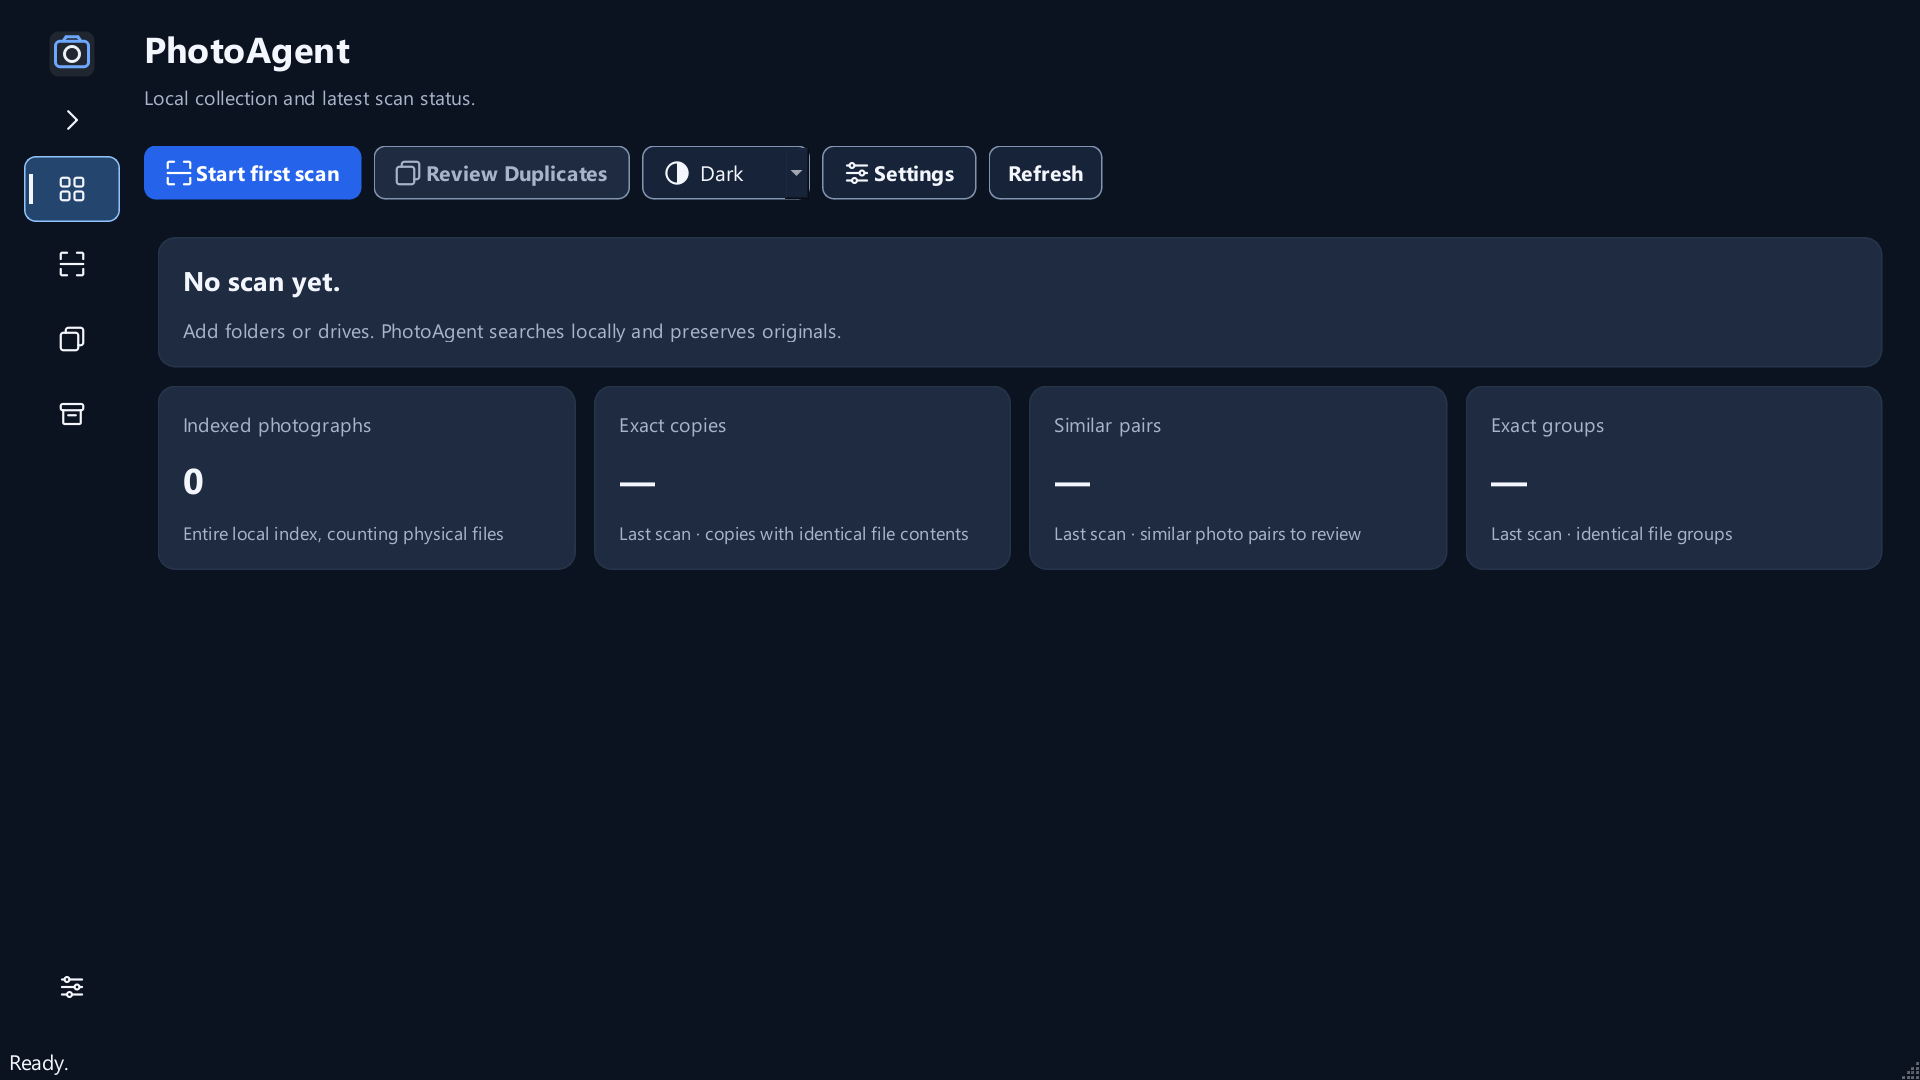 PhotoAgent
Local collection and latest scan status.
Start first scan
Review Duplicates
Dark
Settings
Refresh
No scan yet.
Add folders or drives. PhotoAgent searches locally and preserves originals.
Indexed photographs
0
Entire local index, counting physical files
Exact copies
—
Last scan · copies with identical file contents
Similar pairs
—
Last scan · similar photo pairs to review
Exact groups
—
Last scan · identical file groups
Ready.